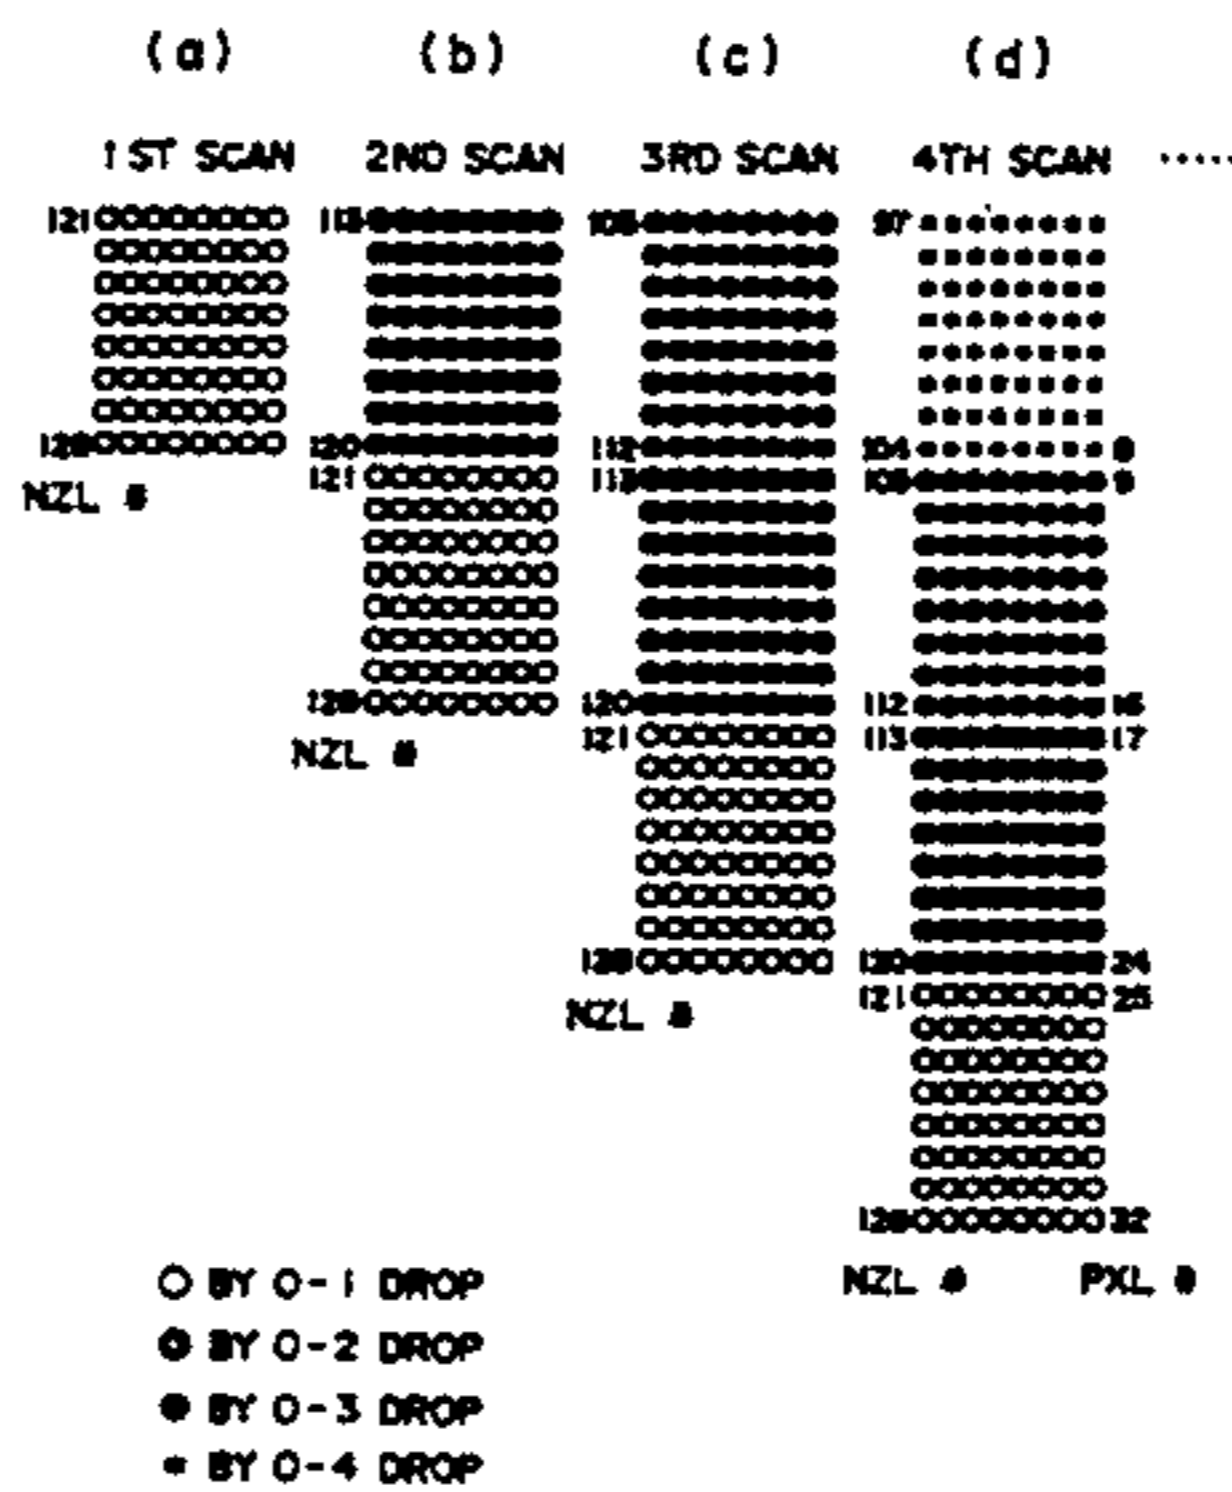 (a) (b) (c) (d)
1ST SCAN 2ND SCAN 3RD SCAN 4TH SCAN .....
121 113 105 97
128 120 112 104 8
NZL # 121 113 105 9
128 120 112 16
NZL # 121 113 17
128 120 24
NZL # 121 25
128 32
NZL # PXL #
BY 0-1 DROP
BY 0-2 DROP
BY 0-3 DROP
BY 0-4 DROP